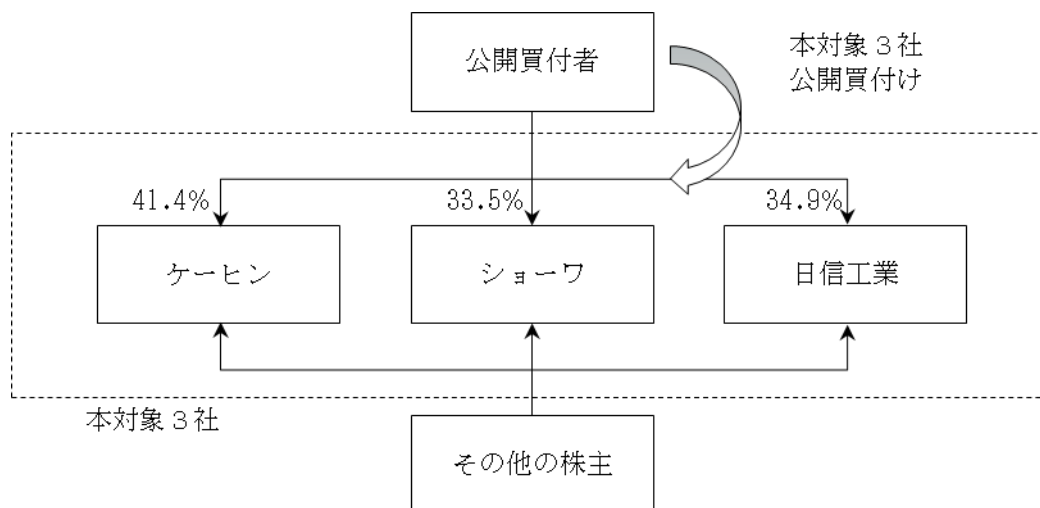 公開買付者
本対象３社
公開買付け
41.4%
33.5%
34.9%
ケーヒン
ショーワ
日信工業
本対象３社
その他の株主